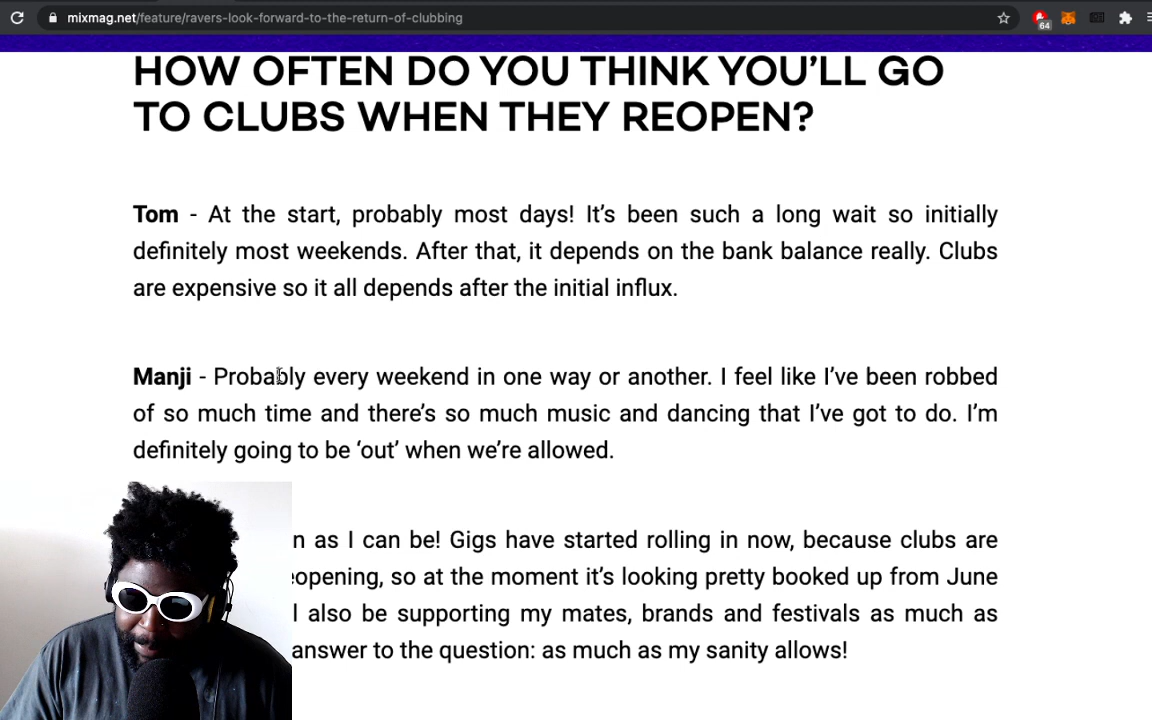 mixmag.net/feature/ravers-look-forward-to-the-return-of-clubbing
64
HOW OFTEN DO YOU THINK YOU’LL GO
TO CLUBS WHEN THEY REOPEN?
Tom - At the start, probably most days! It’s been such a long wait so initially
definitely most weekends. After that, it depends on the bank balance really. Clubs
are expensive so it all depends after the initial influx.
Manji - Probably every weekend in one way or another. I feel like I’ve been robbed
of so much time and there’s so much music and dancing that I’ve got to do. I’m
definitely going to be ‘out’ when we’re allowed.
n as I can be! Gigs have started rolling in now, because clubs are
opening, so at the moment it’s looking pretty booked up from June
also be supporting my mates, brands and festivals as much as
answer to the question: as much as my sanity allows!